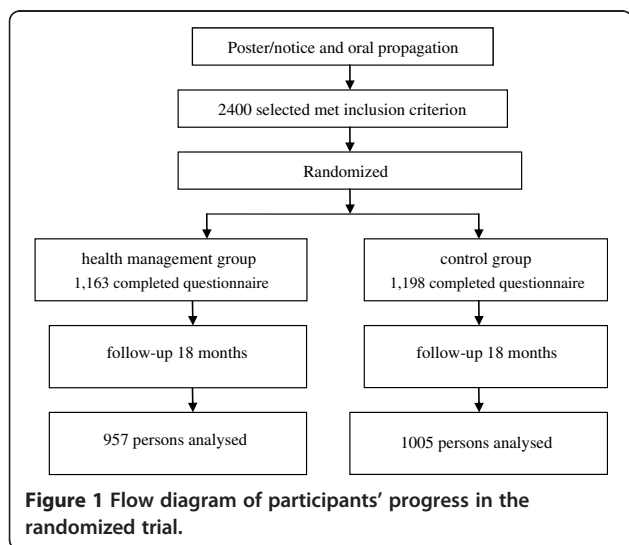 Poster/notice and oral propagation
2400 selected met inclusion criterion
Randomized
health management group
1,163 completed questionnaire
control group
1,198 completed questionnaire
follow-up 18 months
follow-up 18 months
957 persons analysed
1005 persons analysed
Figure 1 Flow diagram of participants’ progress in the
randomized trial.